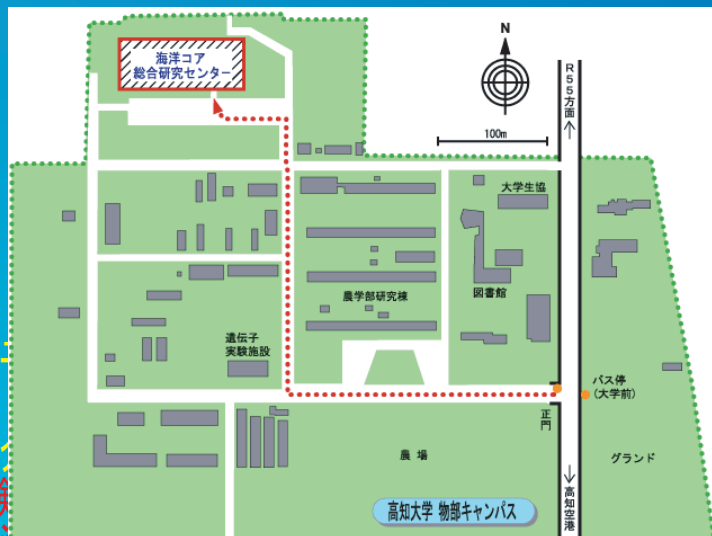 海洋コア
総合研究センター
N
R55方面
100m
大学生協
図書館
農学部研究棟
遺伝子
実験施設
バス停
(大学前)
正門
農場
グランド
高知空港
高知大学 物部キャンパス